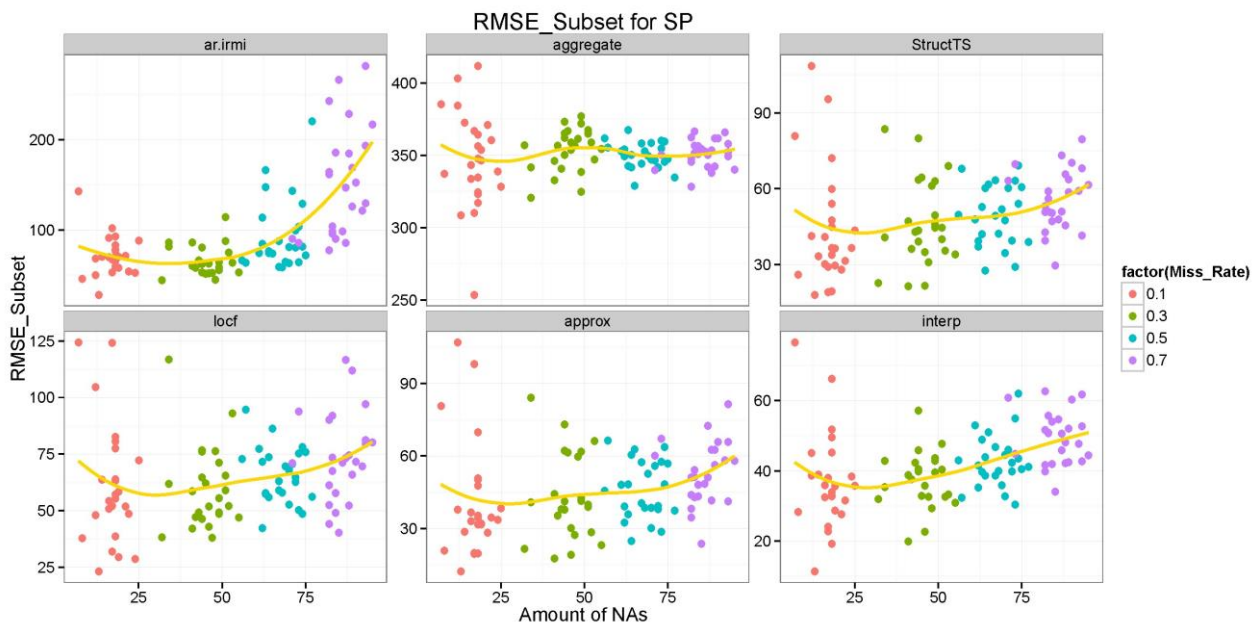 RMSE_Subset for SP
ar.irmi
aggregate
StructTS
200
100
400
350
300
250
90
60
30
locf
approx
interp
125
100
75
50
25
90
60
30
60
40
20
25 50 75
25 50 75
25 50 75
RMSE_Subset
Amount of NAs
factor(Miss_Rate)
0.1
0.3
0.5
0.7